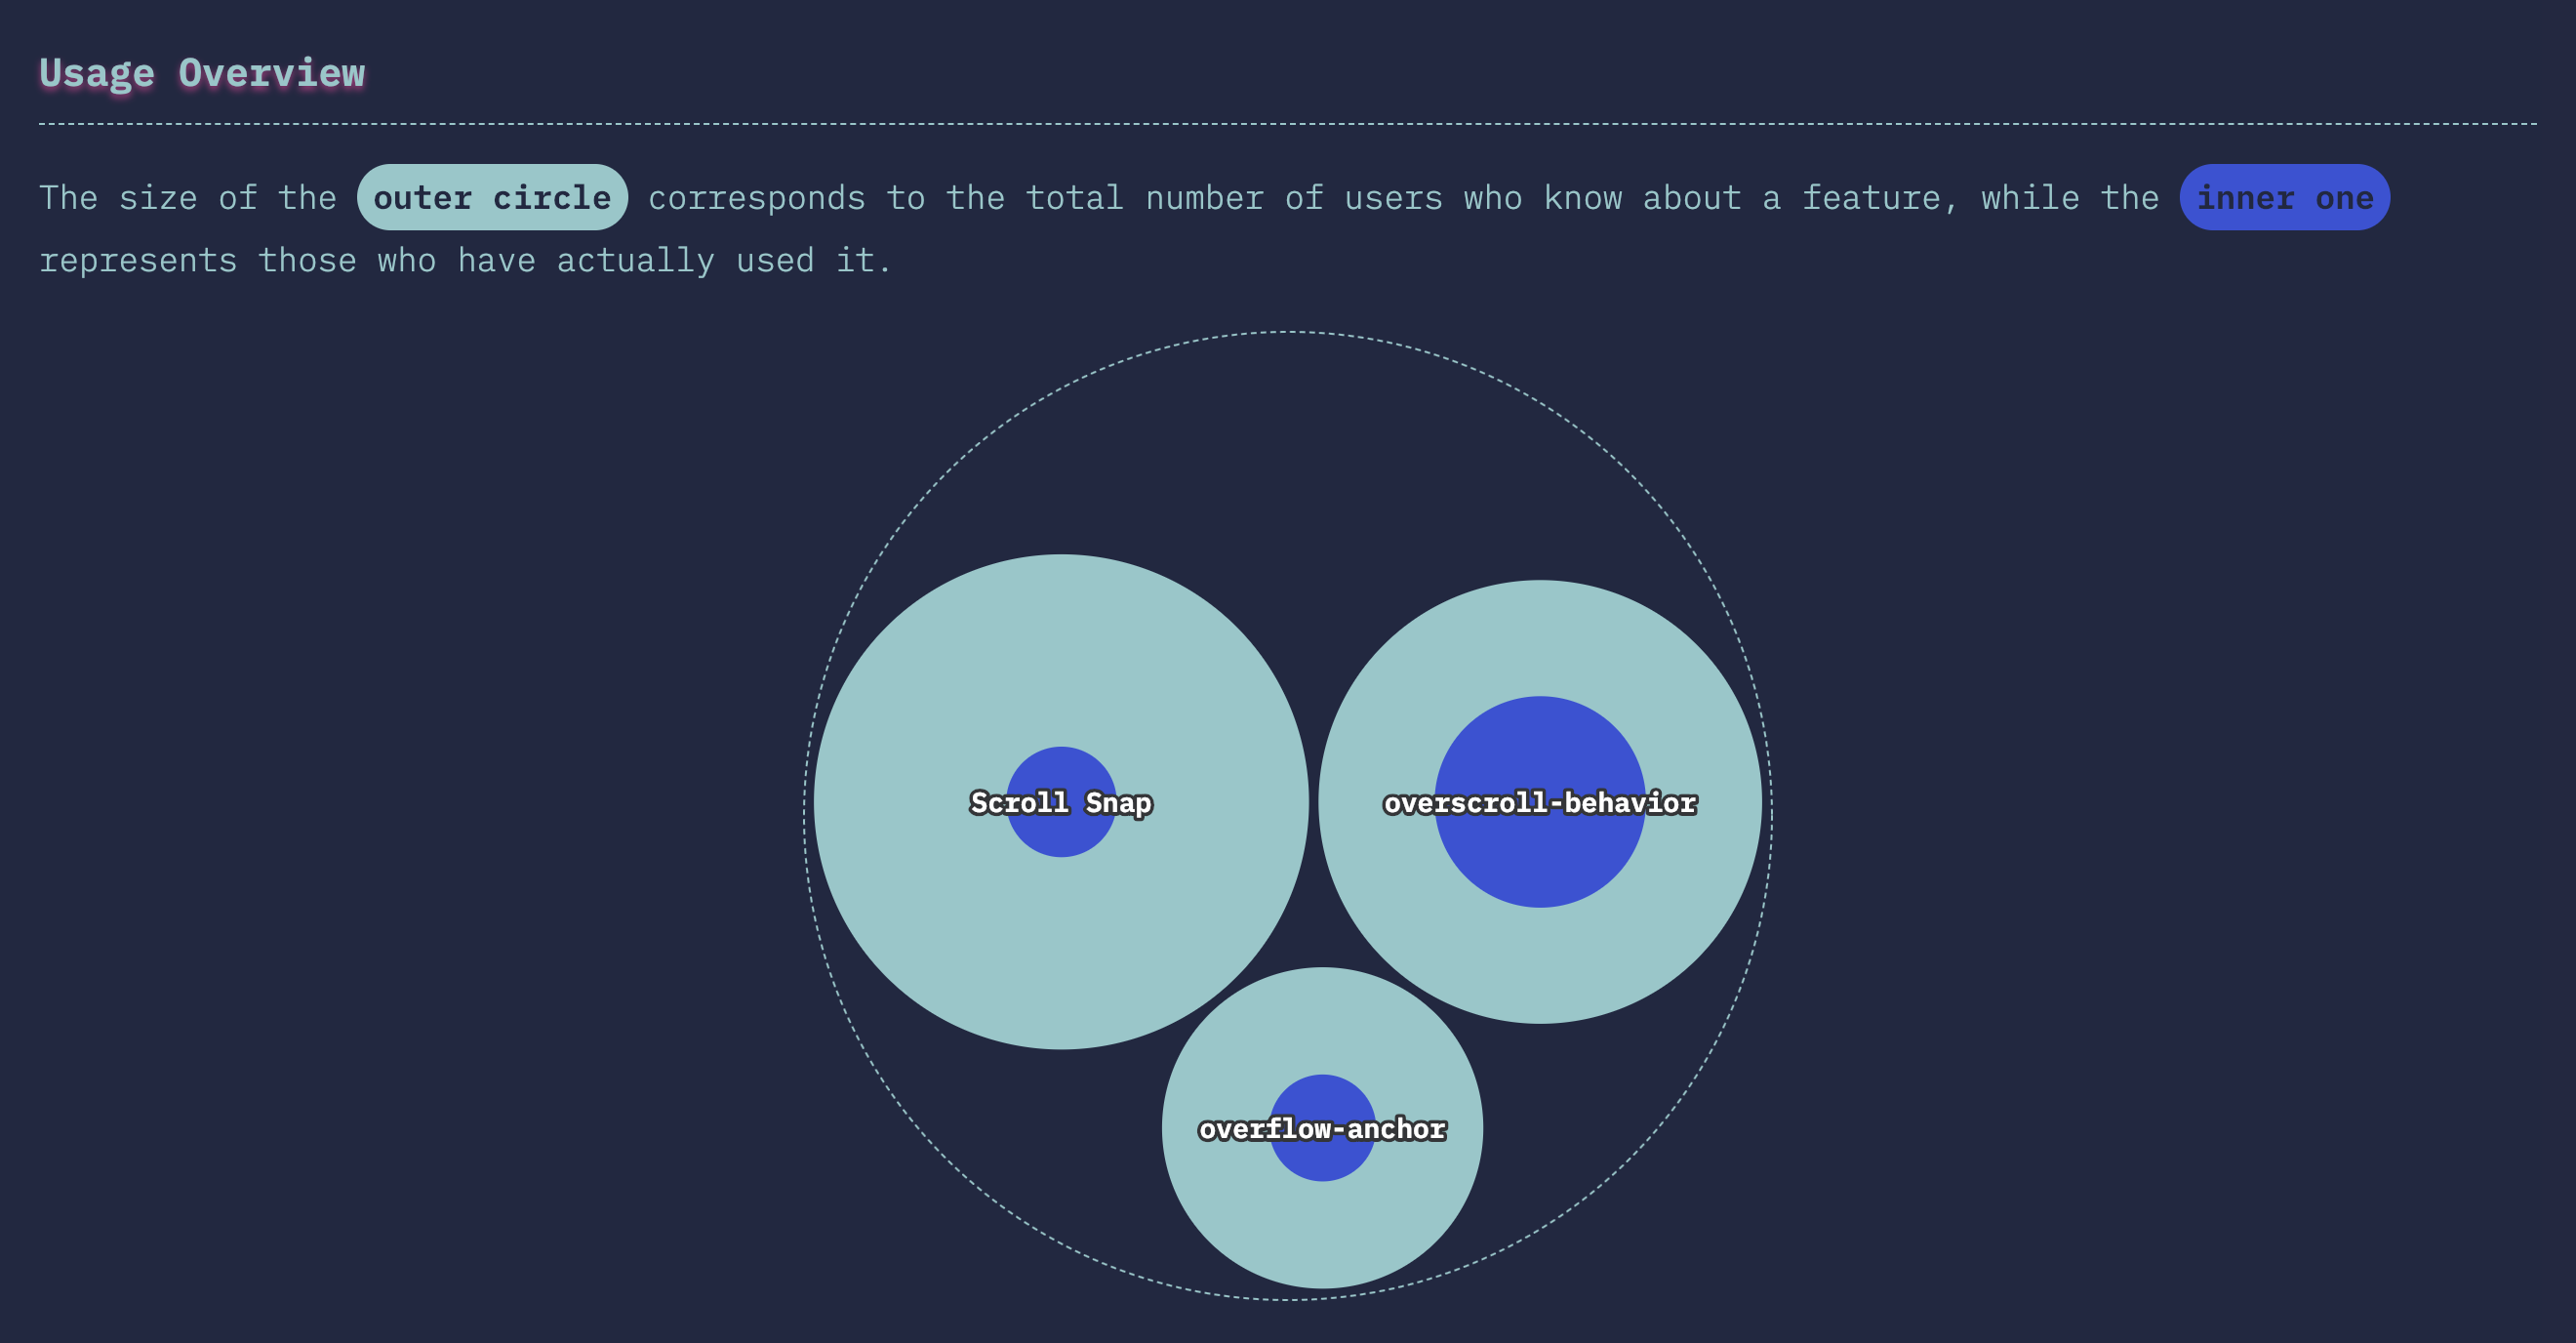 Usage Overview
The size of the outer circle corresponds to the total number of users who know about a feature, while the inner one
represents those who have actually used it.
Scroll Snap
overscroll-behavior
overflow-anchor